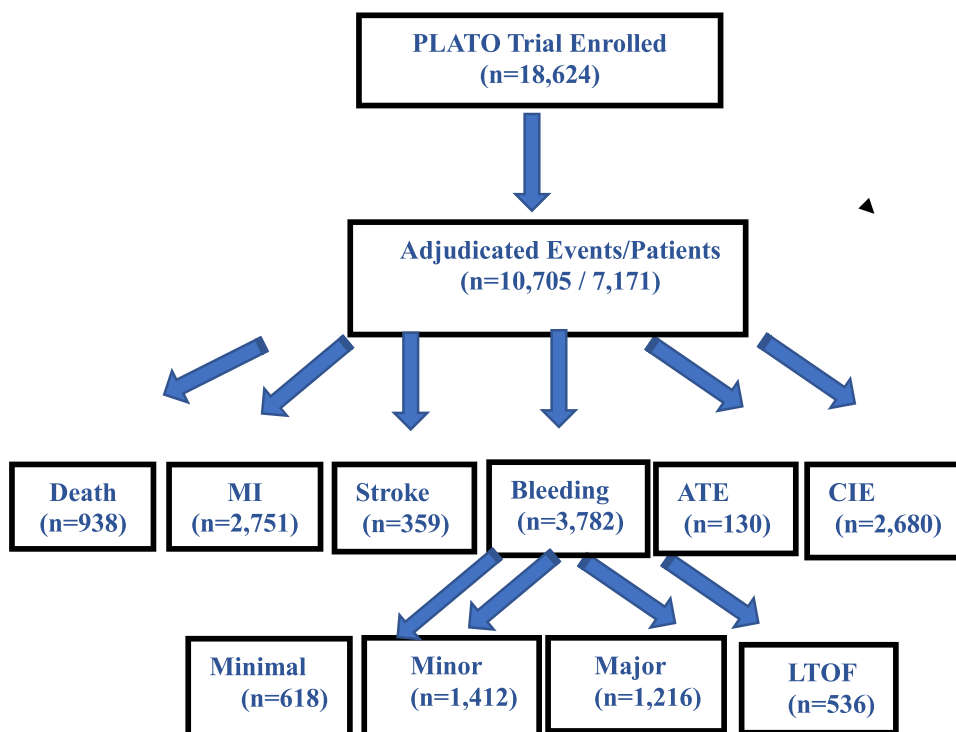 PLATO Trial Enrolled
(n=18,624)
Adjudicated Events/Patients
(n=10,705 / 7,171)
Death
(n=938)
MI
(n=2,751)
Stroke
(n=359)
Bleeding
(n=3,782)
ATE
(n=130)
CIE
(n=2,680)
Minimal
(n=618)
Minor
(n=1,412)
Major
(n=1,216)
LTOF
(n=536)